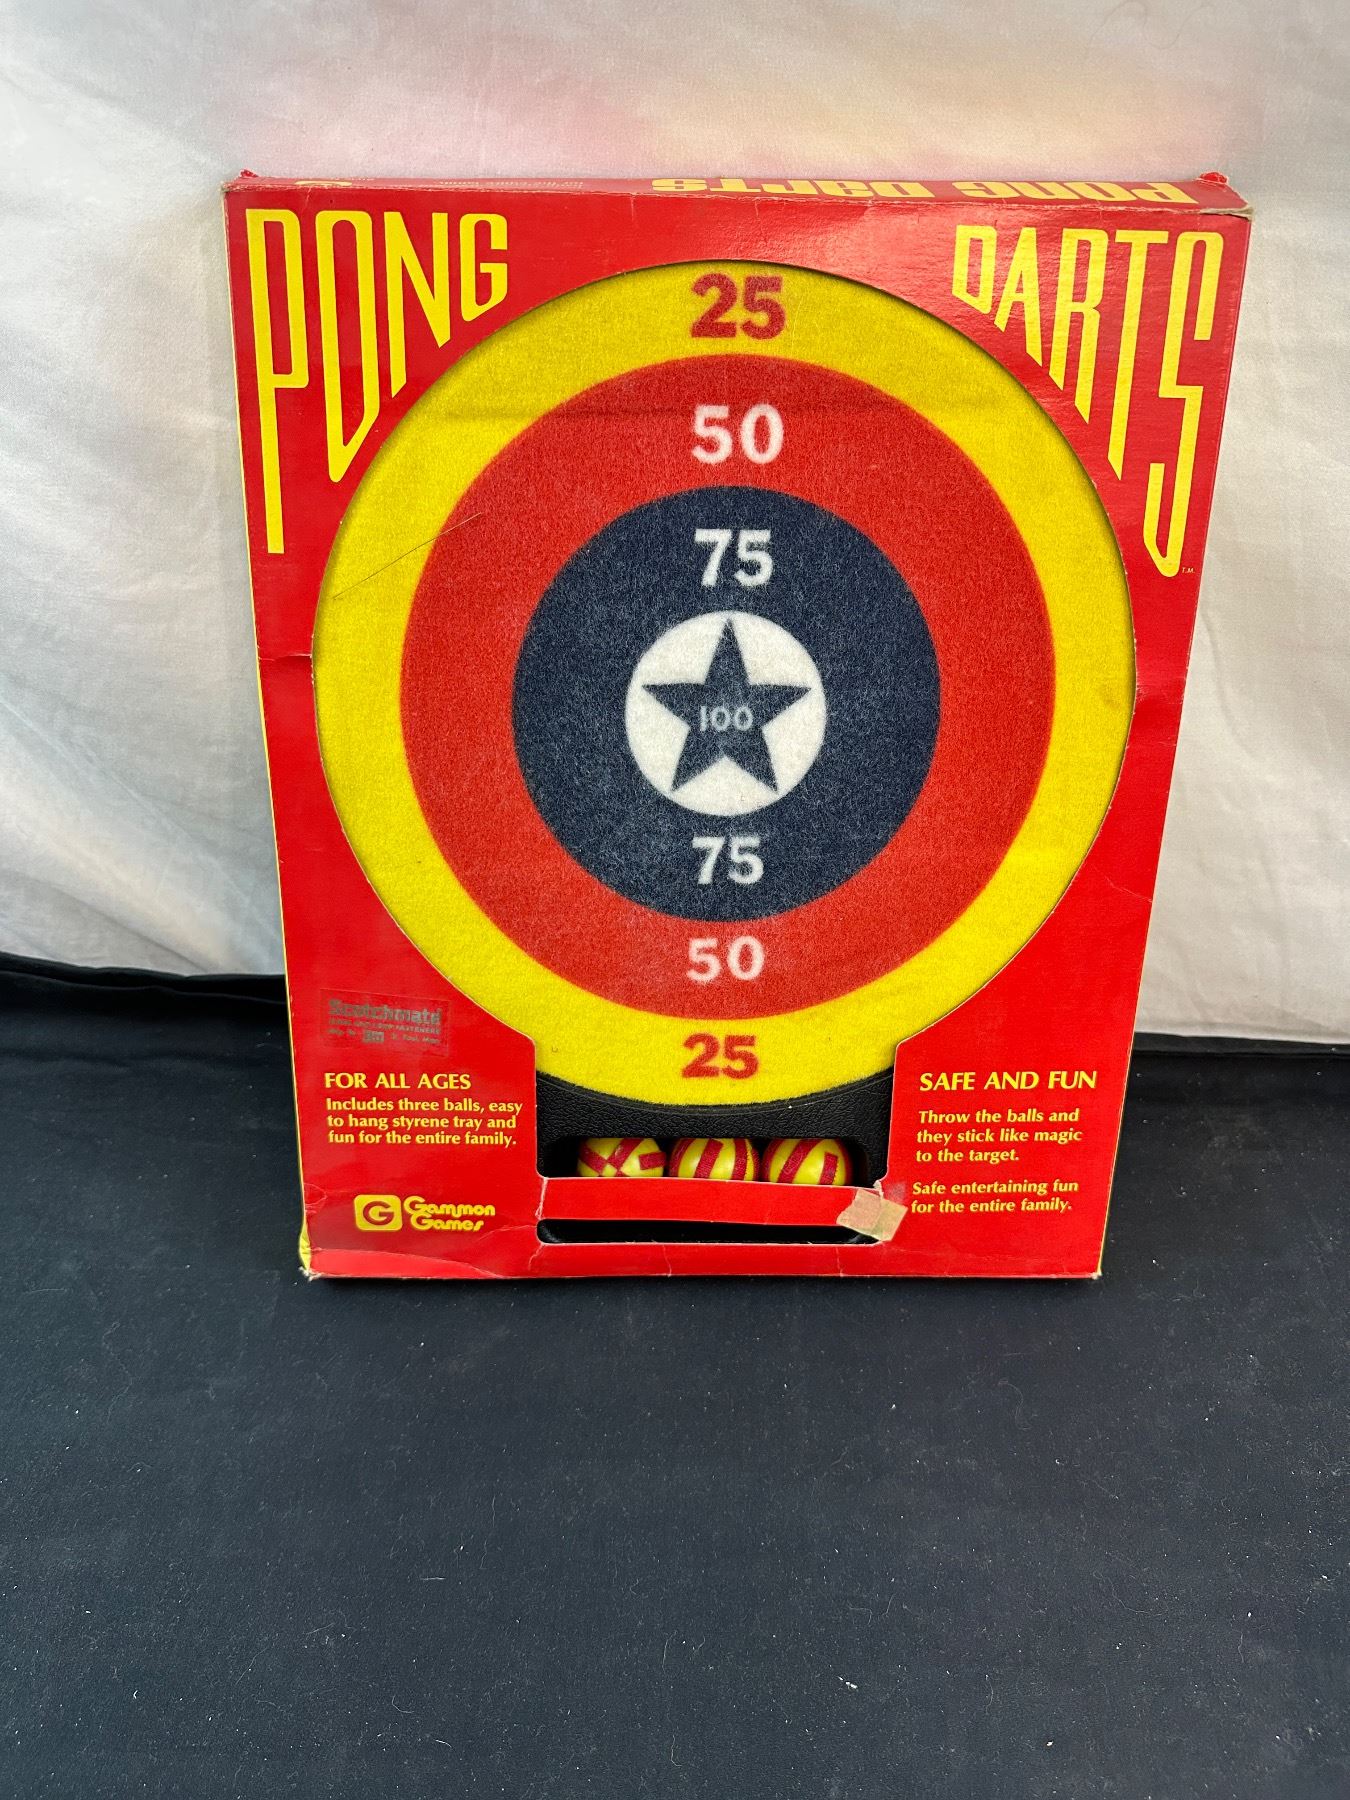 PONG DARTS
PONG
DARTS
T.M.
25
50
75
100
75
50
25
Scotchmate
FASTENERS
3M
FOR ALL AGES
Includes three balls, easy
to hang styrene tray and
fun for the entire family.
G Gammon
Games
SAFE AND FUN
Throw the balls and
they stick like magic
to the target.
Safe entertaining fun
for the entire family.